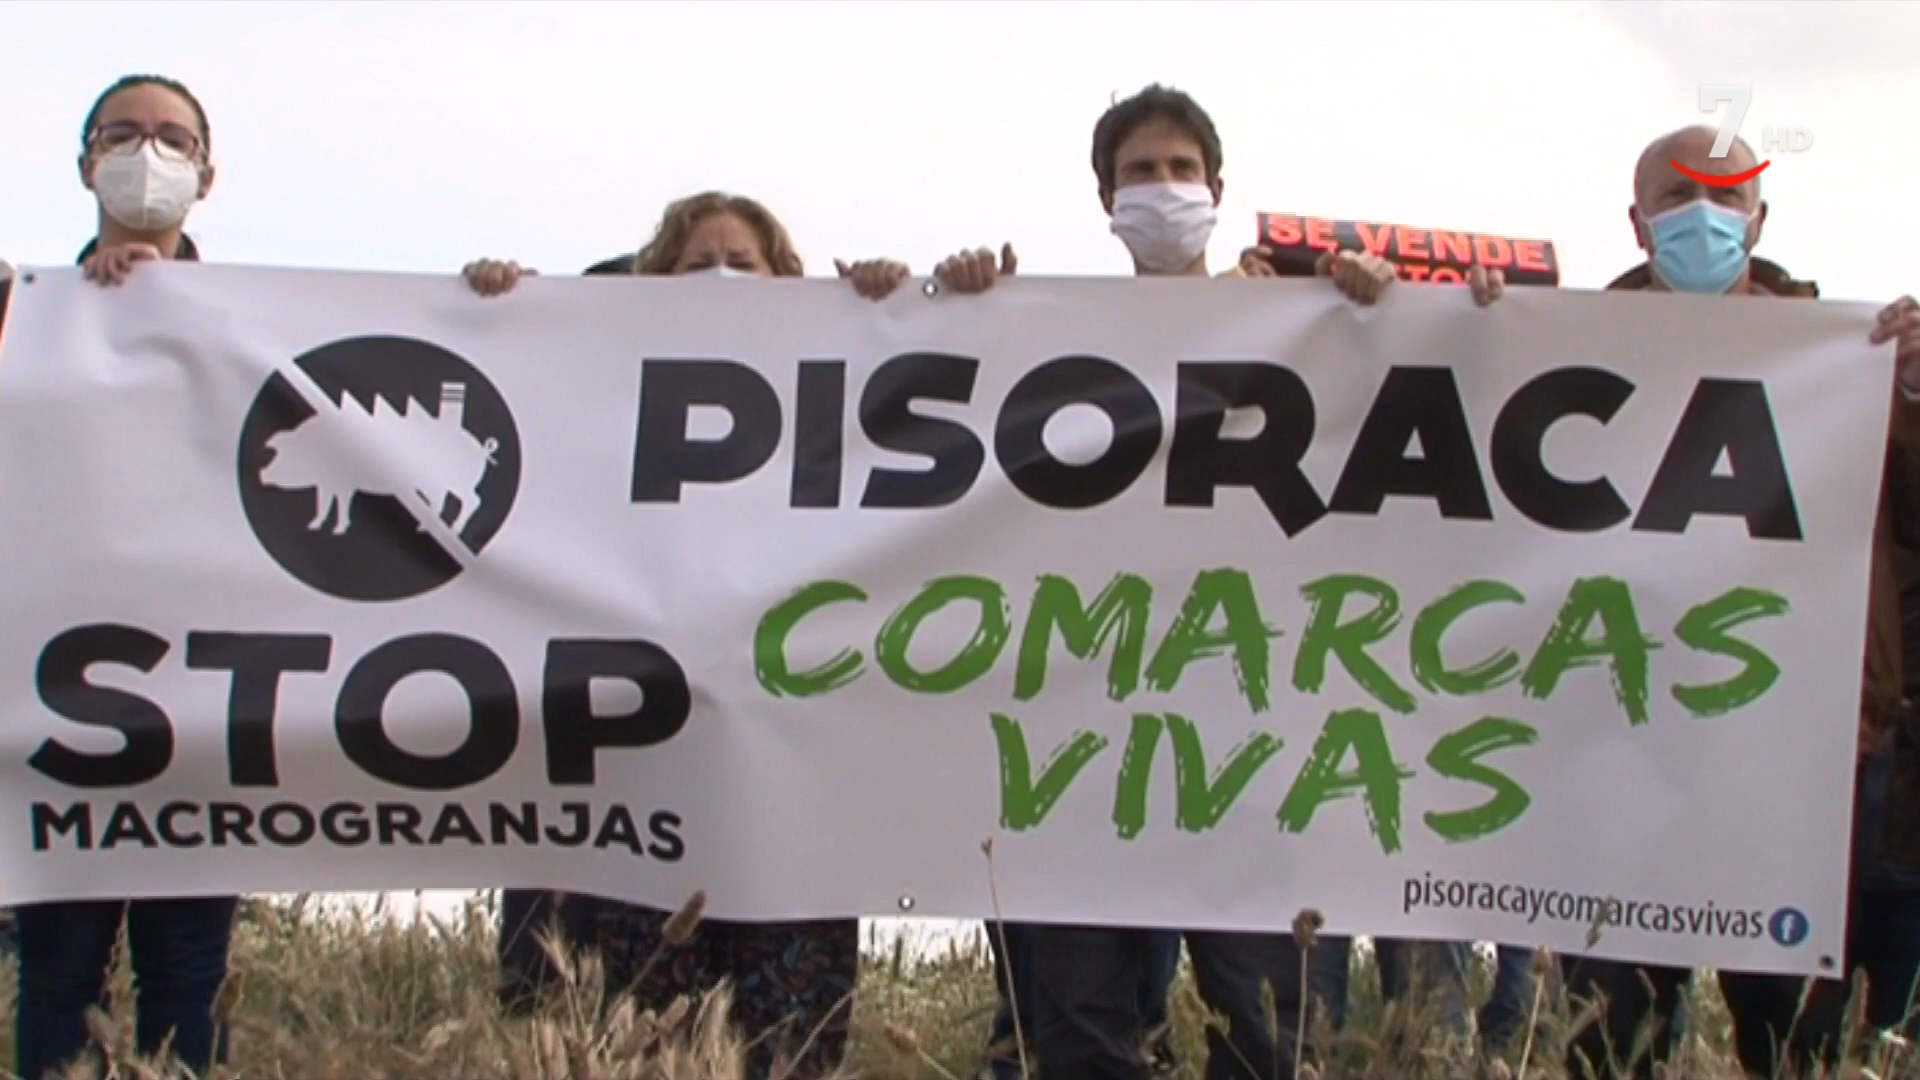 7 HD
SE VENDE
PISORACA
COMARCAS
VIVAS
STOP
MACROGRANJAS
pisoracaycomarcasvivas f